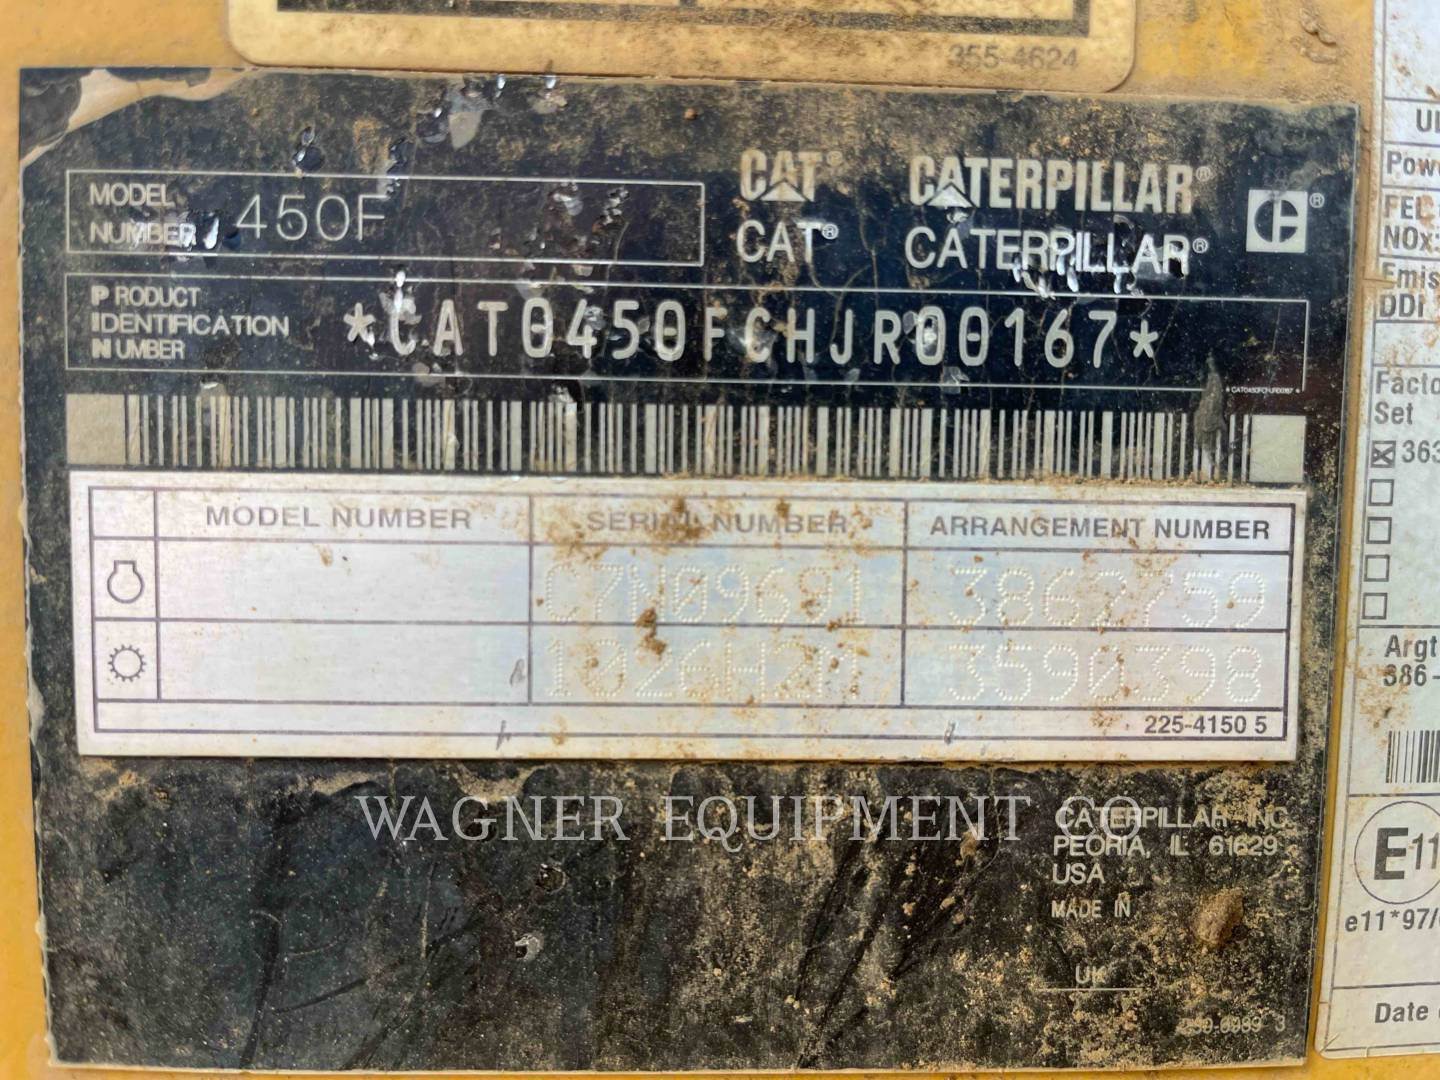 355-4624
MODEL NUMBER 450F
CAT® CATERPILLAR®
CAT® CATERPILLAR® ®
PRODUCT IDENTIFICATION NUMBER *CAT0450FCHJR00167*
*CAT0450FCHJR00167*
MODEL NUMBER SERIAL NUMBER ARRANGEMENT NUMBER
C7N09691 3862759
3590398
225-4150 5
WAGNER EQUIPMENT CO
CATERPILLAR INC.
PEORIA, IL 61629
USA
MADE IN
UK
Powe
FEL
NOx:
Emis
DDI
Facto
Set
363
Argt
386-
E 11
e11*97/
Date